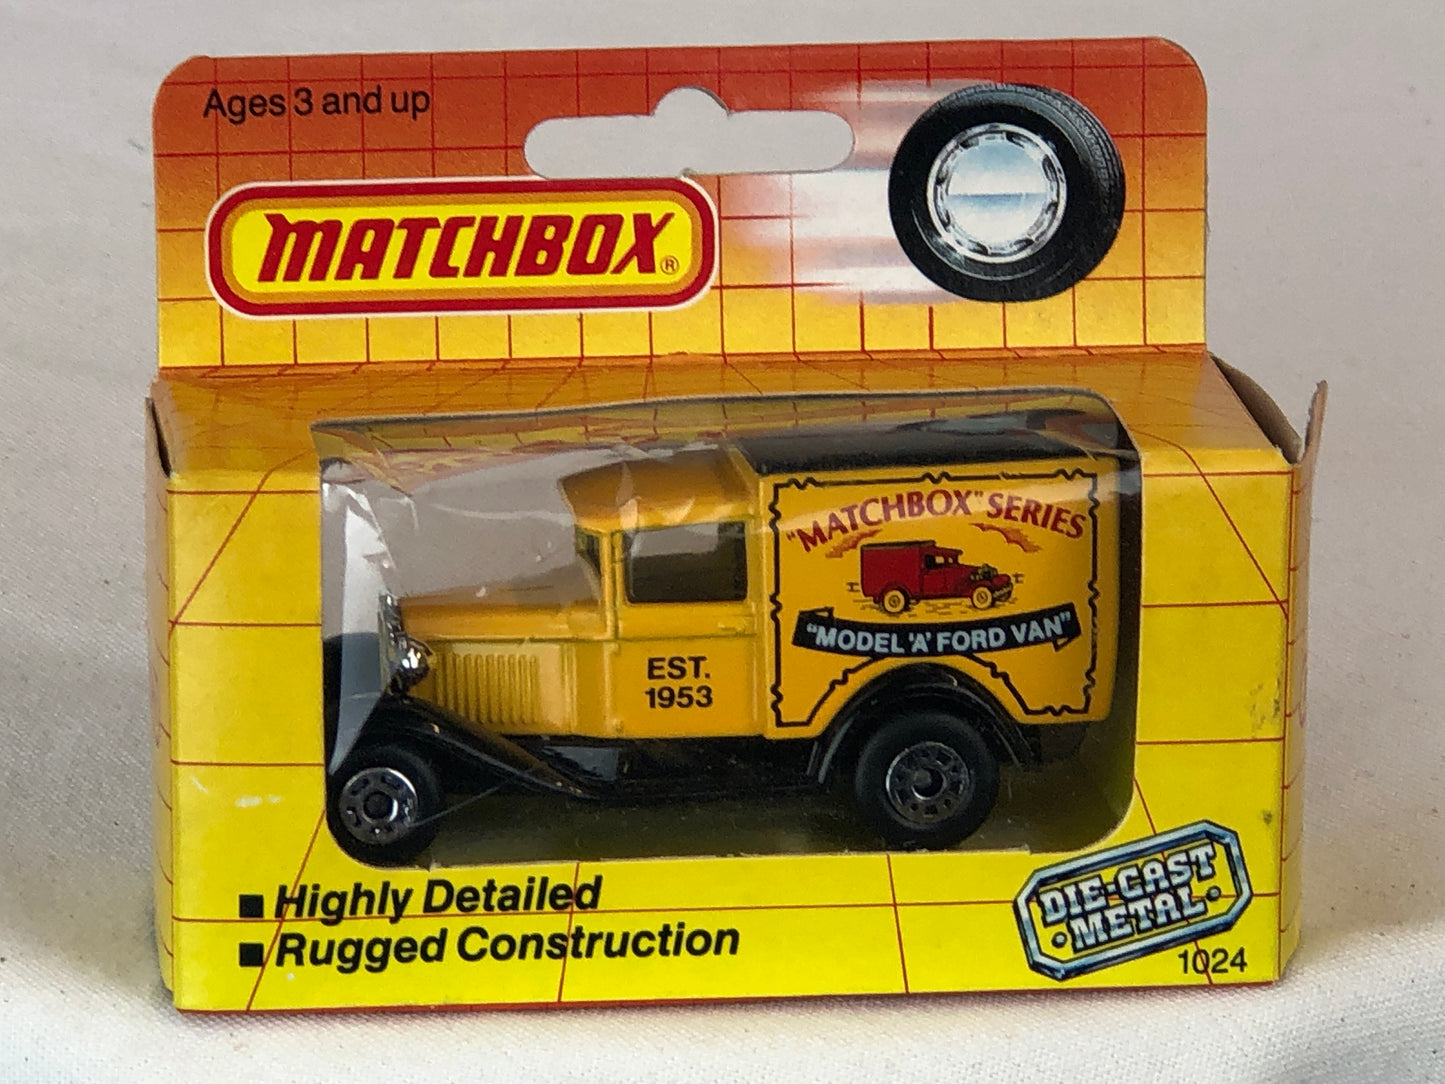 Ages 3 and up
MATCHBOX®
"MATCHBOX" SERIES
"MODEL 'A' FORD VAN"
EST.
1953
■ Highly Detailed
■ Rugged Construction
DIE-CAST
METAL
1024